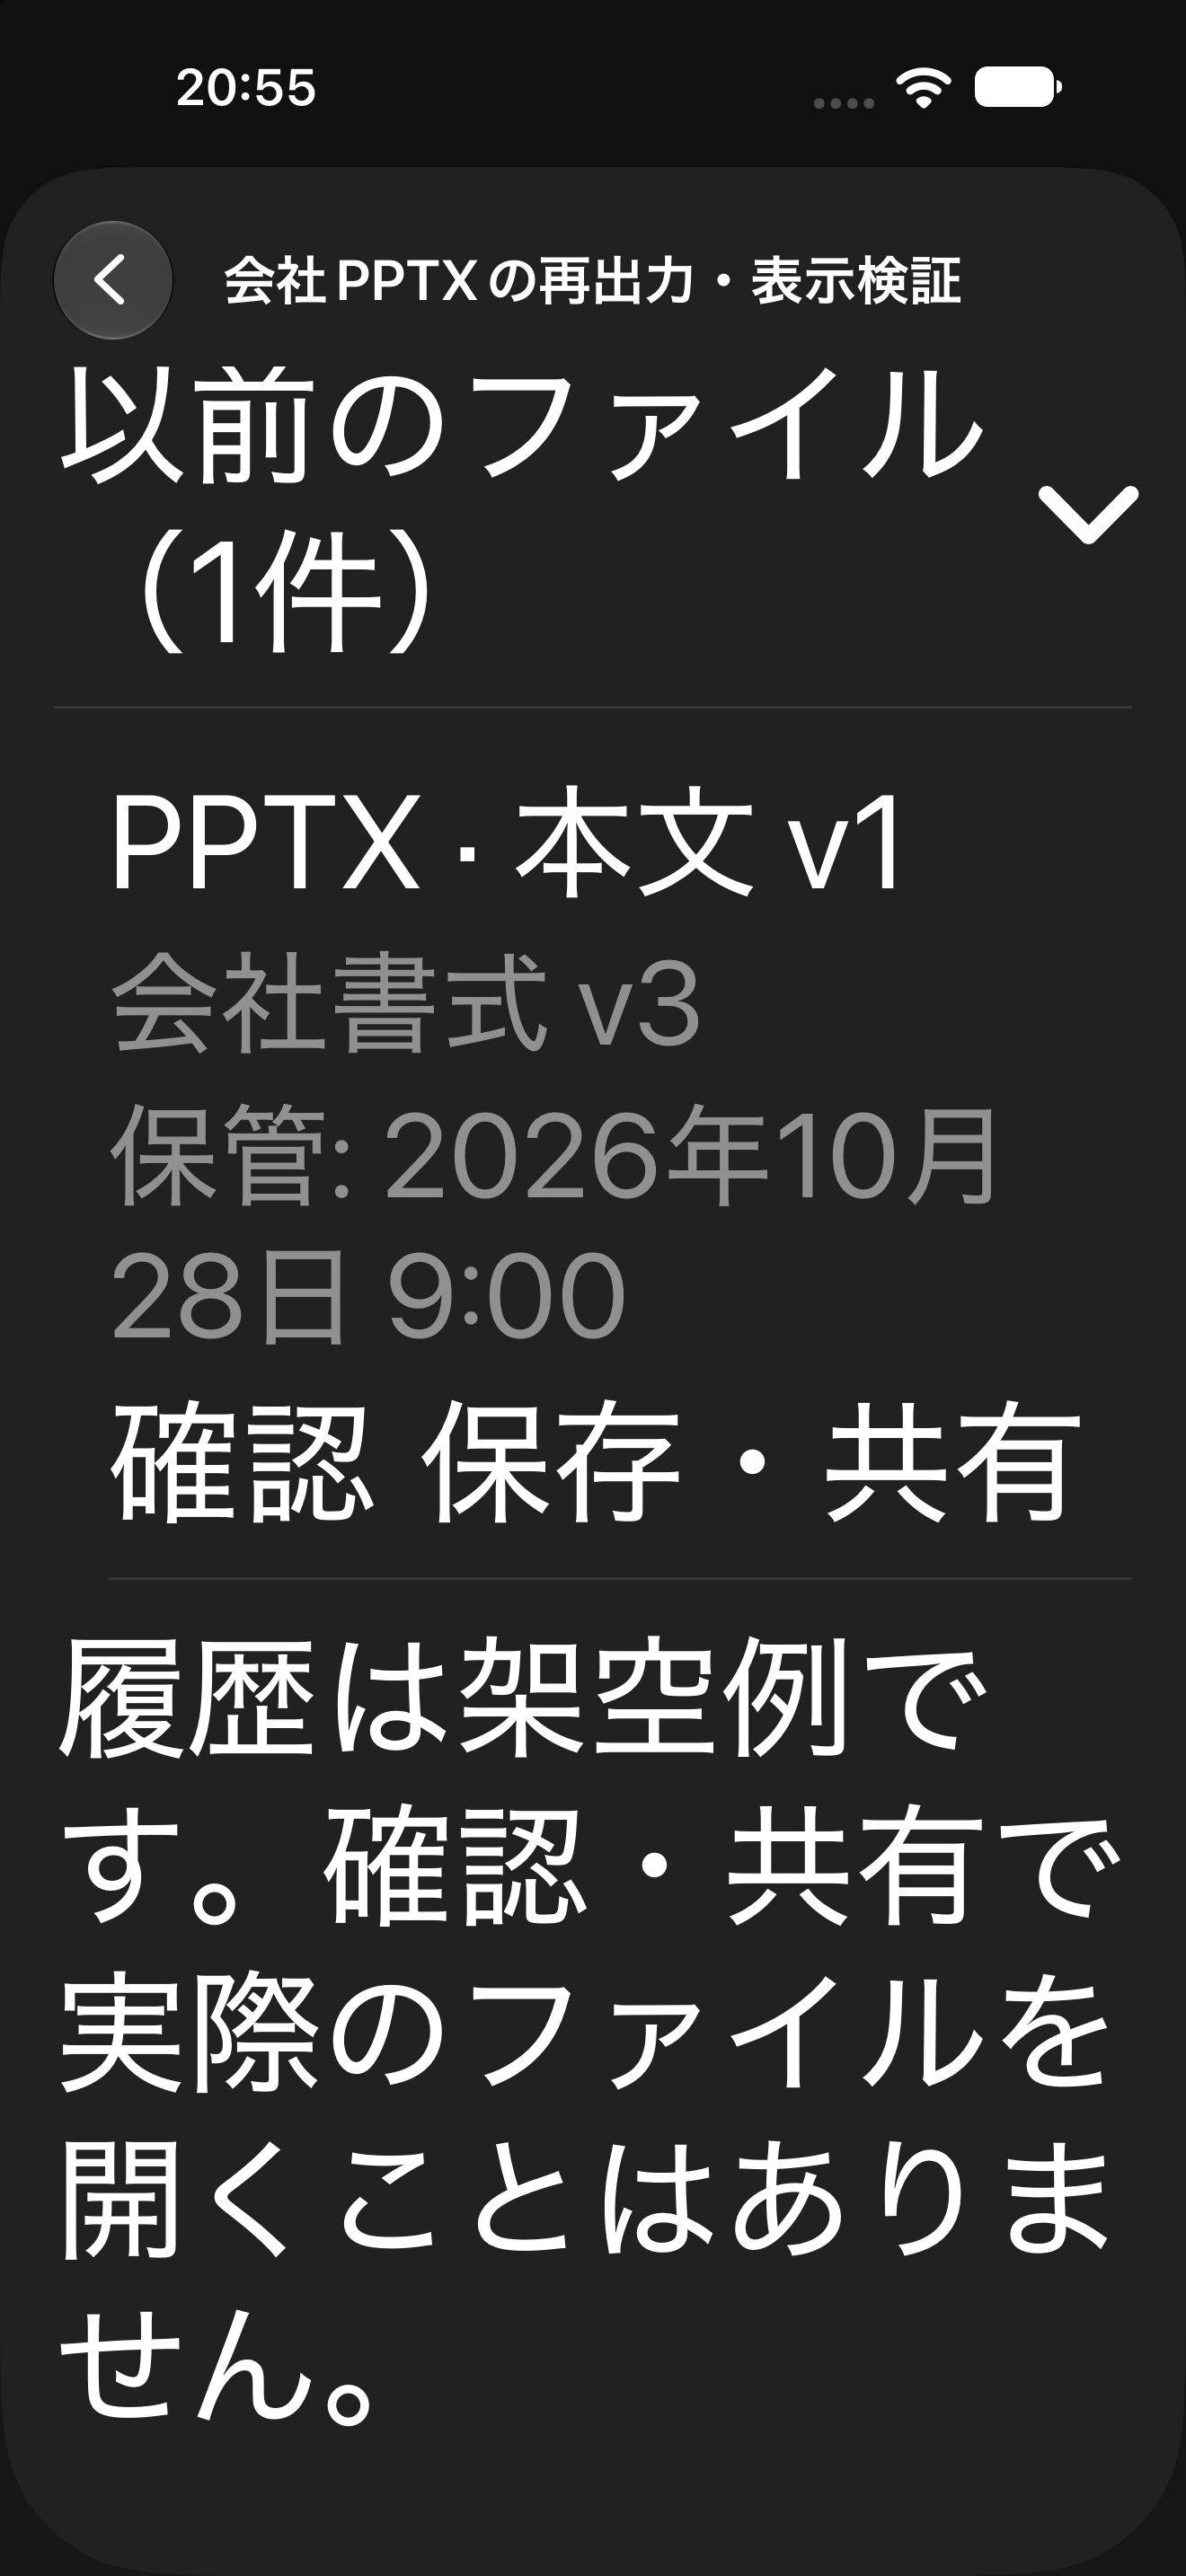 20:55
会社 PPTX の再出力・表示検証
以前のファイル
（1件）
PPTX · 本文 v1
会社書式 v3
保管: 2026年10月
28日 9:00
確認 保存・共有
履歴は架空例で
す。確認・共有で
実際のファイルを
開くことはありま
せん。